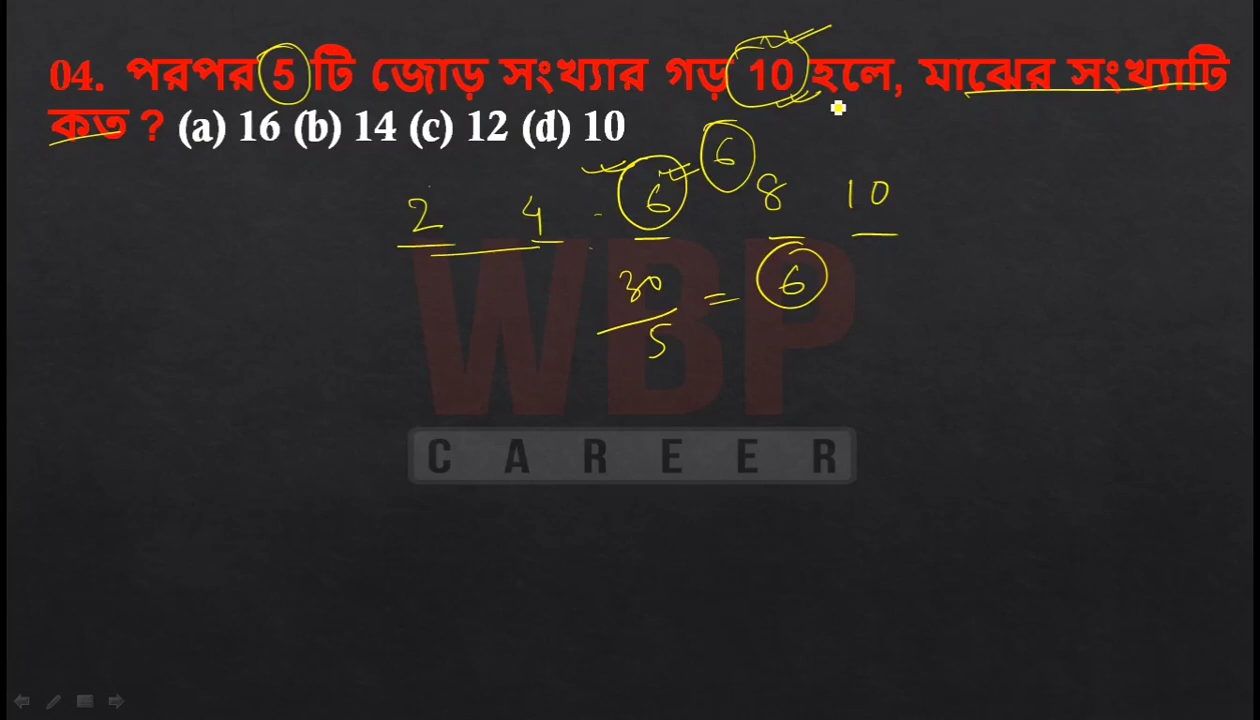 04. পরপর 5 টি জোড় সংখ্যার গড় 10 হলে, মাঝের সংখ্যাটি
কত ? (a) 16 (b) 14 (c) 12 (d) 10
6
2 4 6 8 10
30
5
= 6
WBP
CAREER